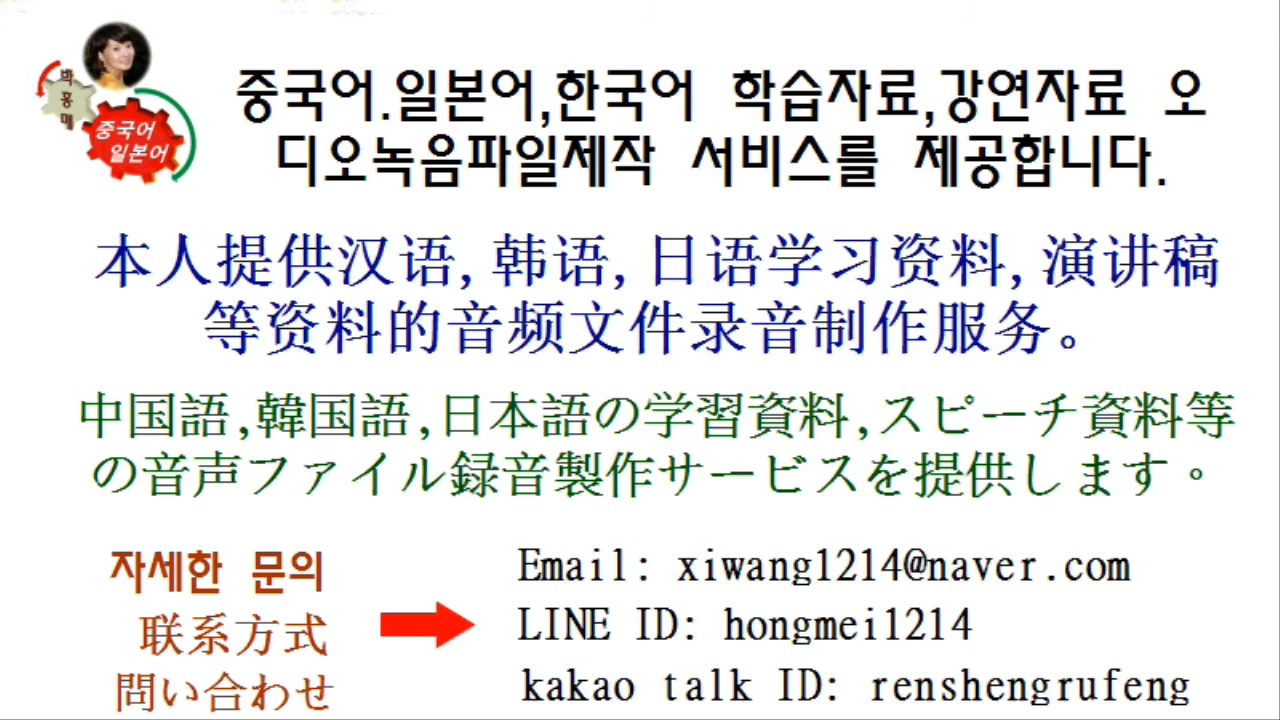 박
홍
매
중국어
일본어
중국어.일본어,한국어 학습자료,강연자료 오
디오녹음파일제작 서비스를 제공합니다.
本人提供汉语,韩语,日语学习资料,演讲稿
等资料的音频文件录音制作服务。
中国語,韓国語,日本語の学習資料,スピーチ資料等
の音声ファイル録音製作サービスを提供します。
자세한 문의
联系方式
問い合わせ
Email: xiwang1214@naver.com
LINE ID: hongmei1214
kakao talk ID: renshengrufeng